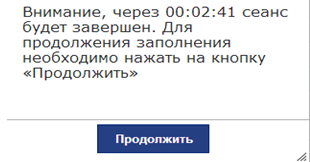 Внимание, через 00:02:41 сеанс
будет завершен. Для
продолжения заполнения
необходимо нажать на кнопку
«Продолжить»
Продолжить